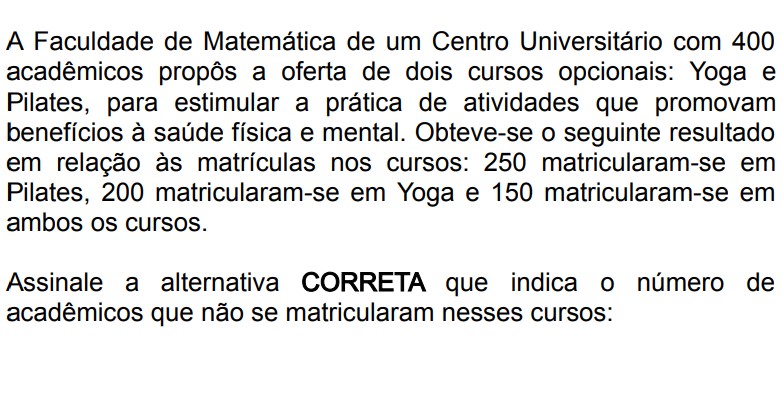 A Faculdade de Matemática de um Centro Universitário com 400
acadêmicos propôs a oferta de dois cursos opcionais: Yoga e
Pilates, para estimular a prática de atividades que promovam
benefícios à saúde física e mental. Obteve-se o seguinte resultado
em relação às matrículas nos cursos: 250 matricularam-se em
Pilates, 200 matricularam-se em Yoga e 150 matricularam-se em
ambos os cursos.
Assinale a alternativa CORRETA que indica o número de
acadêmicos que não se matricularam nesses cursos: